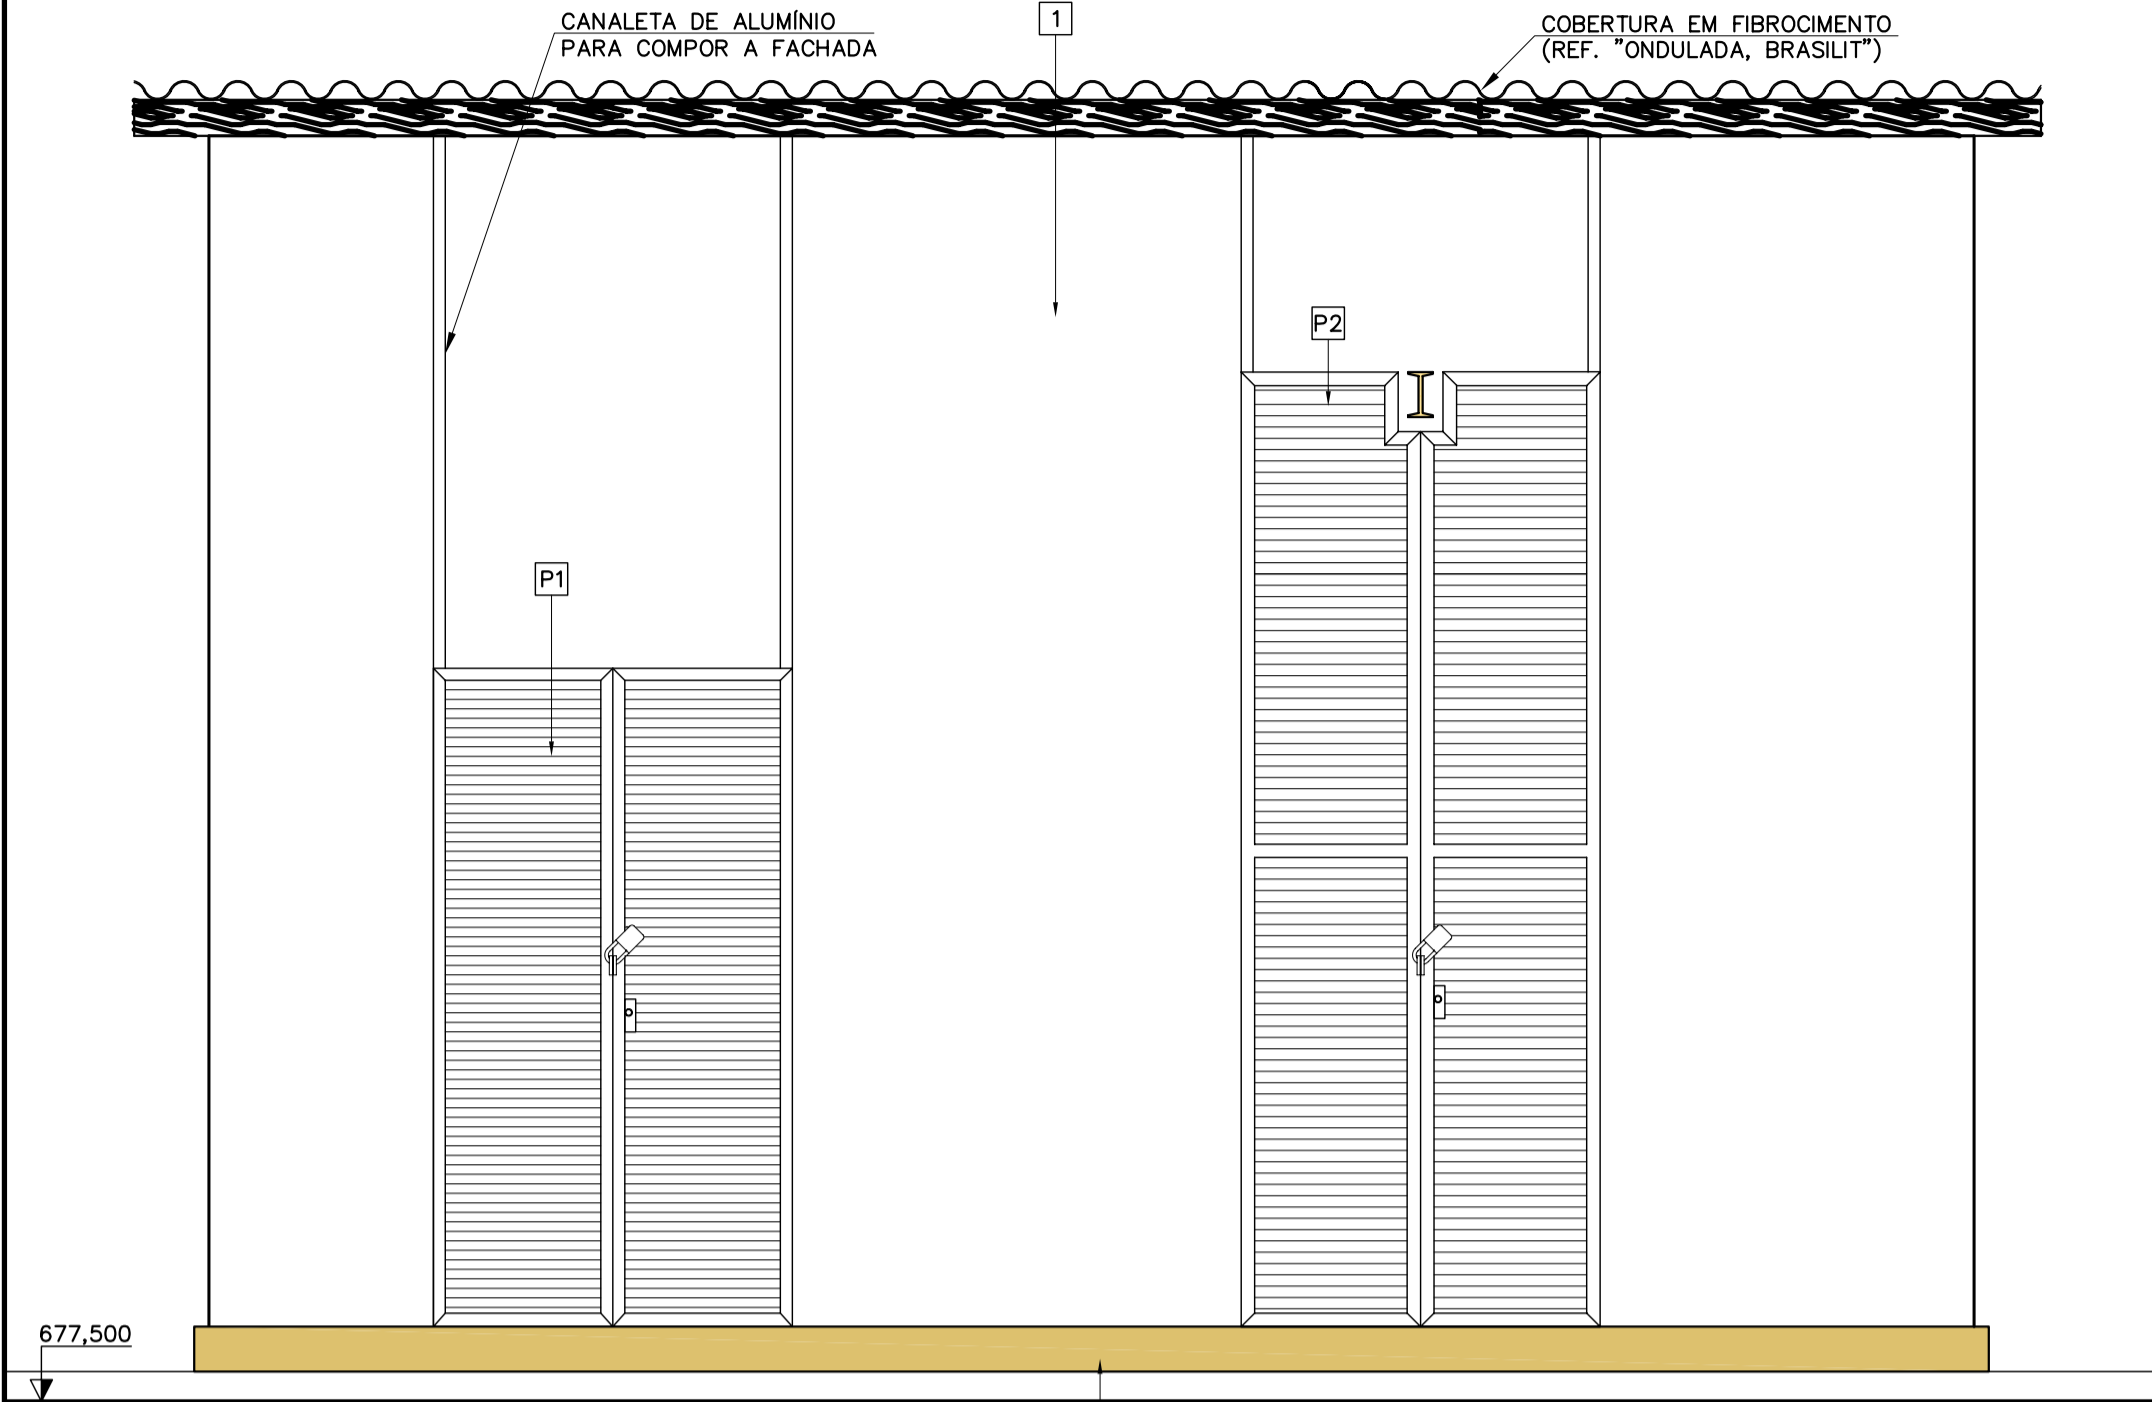 CANALETA DE ALUMÍNIO
PARA COMPOR A FACHADA
1
COBERTURA EM FIBROCIMENTO
(REF. "ONDULADA, BRASILIT")
P2
P1
677,500